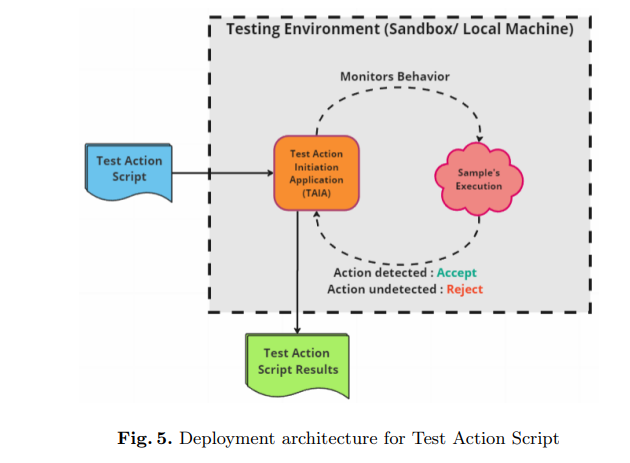 Testing Environment (Sandbox/ Local Machine)
Monitors Behavior
Test Action
Script
Test Action
Initiation
Application
(TAIA)
Sample's
Execution
Action detected : Accept
Action undetected : Reject
Test Action
Script Results
Fig. 5. Deployment architecture for Test Action Script